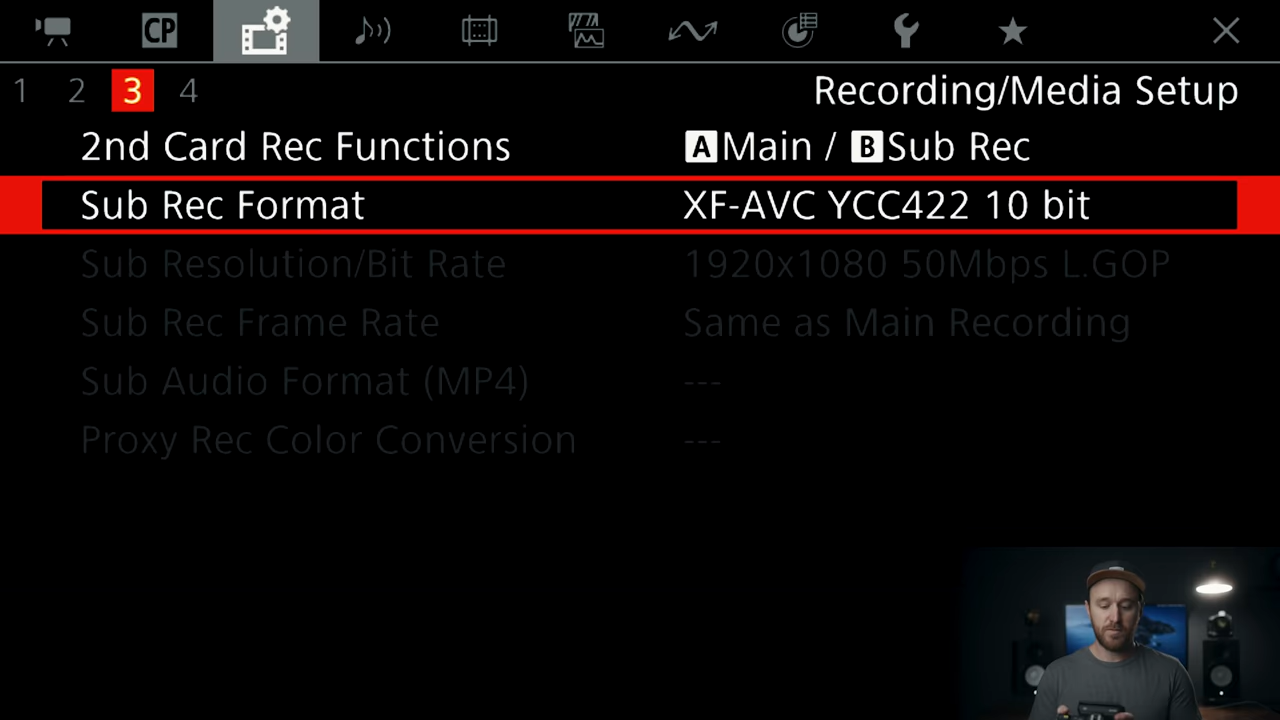 CP
1 2 3 4 Recording/Media Setup
2nd Card Rec Functions A Main / B Sub Rec
Sub Rec Format XF-AVC YCC422 10 bit
Sub Resolution/Bit Rate 1920x1080 50Mbps L.GOP
Sub Rec Frame Rate Same as Main Recording
Sub Audio Format (MP4) ---
Proxy Rec Color Conversion ---